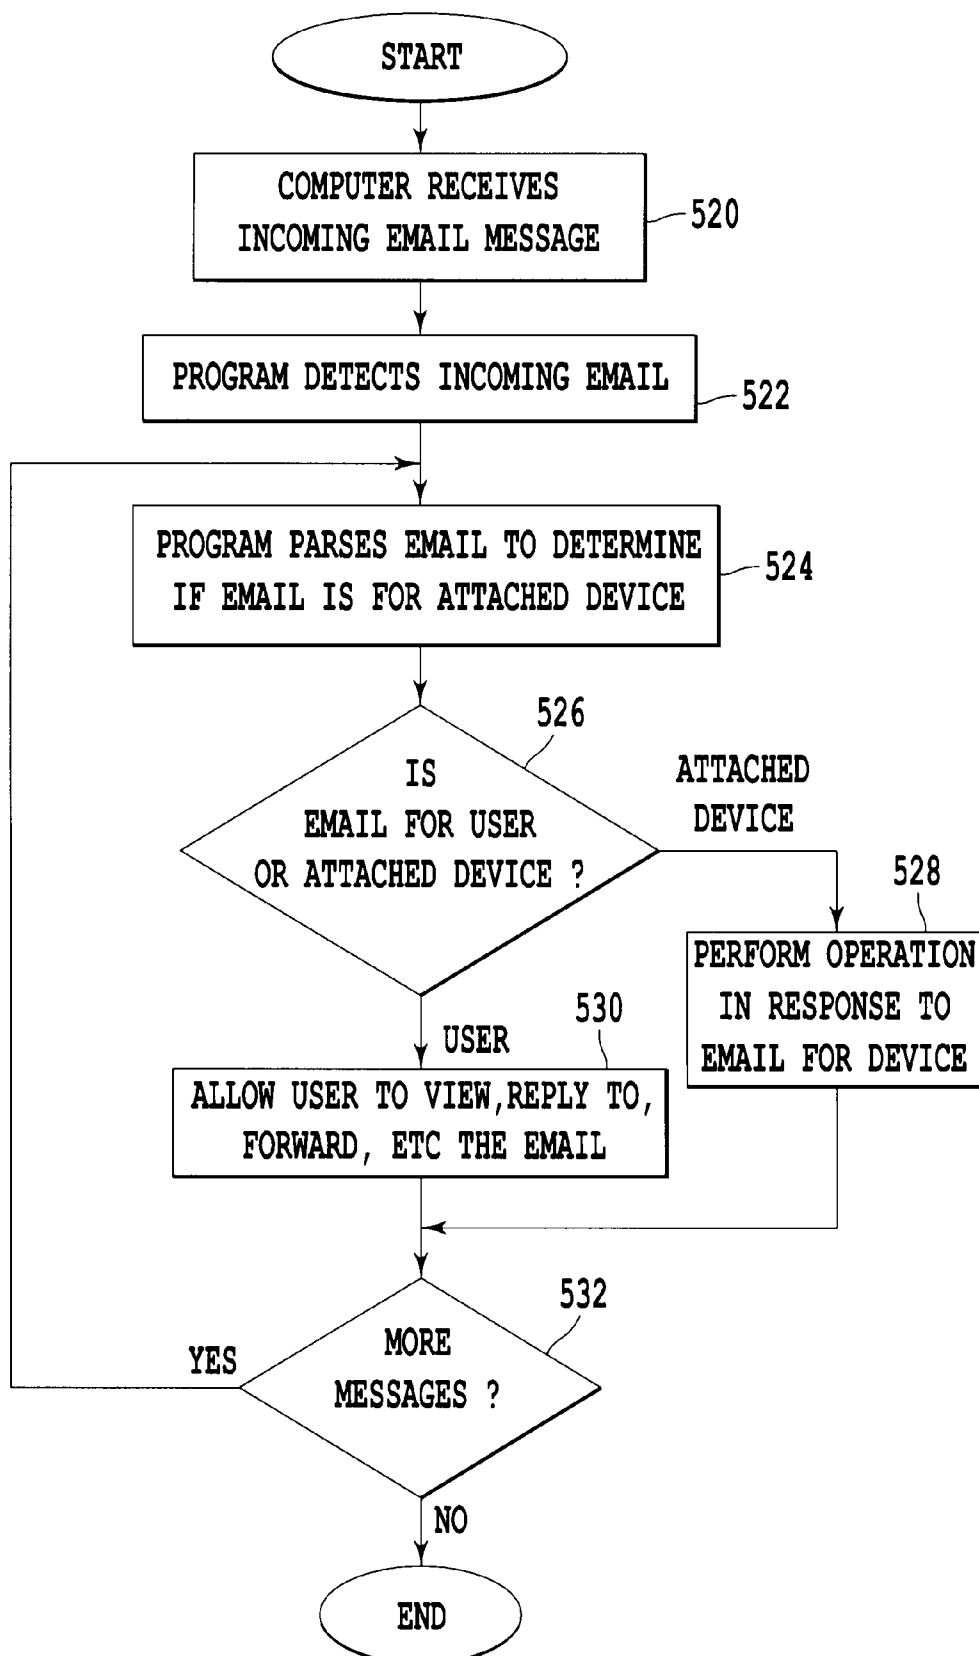 START
COMPUTER RECEIVES
INCOMING EMAIL MESSAGE
520
PROGRAM DETECTS INCOMING EMAIL
522
PROGRAM PARSES EMAIL TO DETERMINE
IF EMAIL IS FOR ATTACHED DEVICE
524
526
IS
EMAIL FOR USER
OR ATTACHED DEVICE ?
ATTACHED
DEVICE
528
PERFORM OPERATION
IN RESPONSE TO
EMAIL FOR DEVICE
USER
530
ALLOW USER TO VIEW,REPLY TO,
FORWARD, ETC THE EMAIL
532
MORE
MESSAGES ?
YES
NO
END